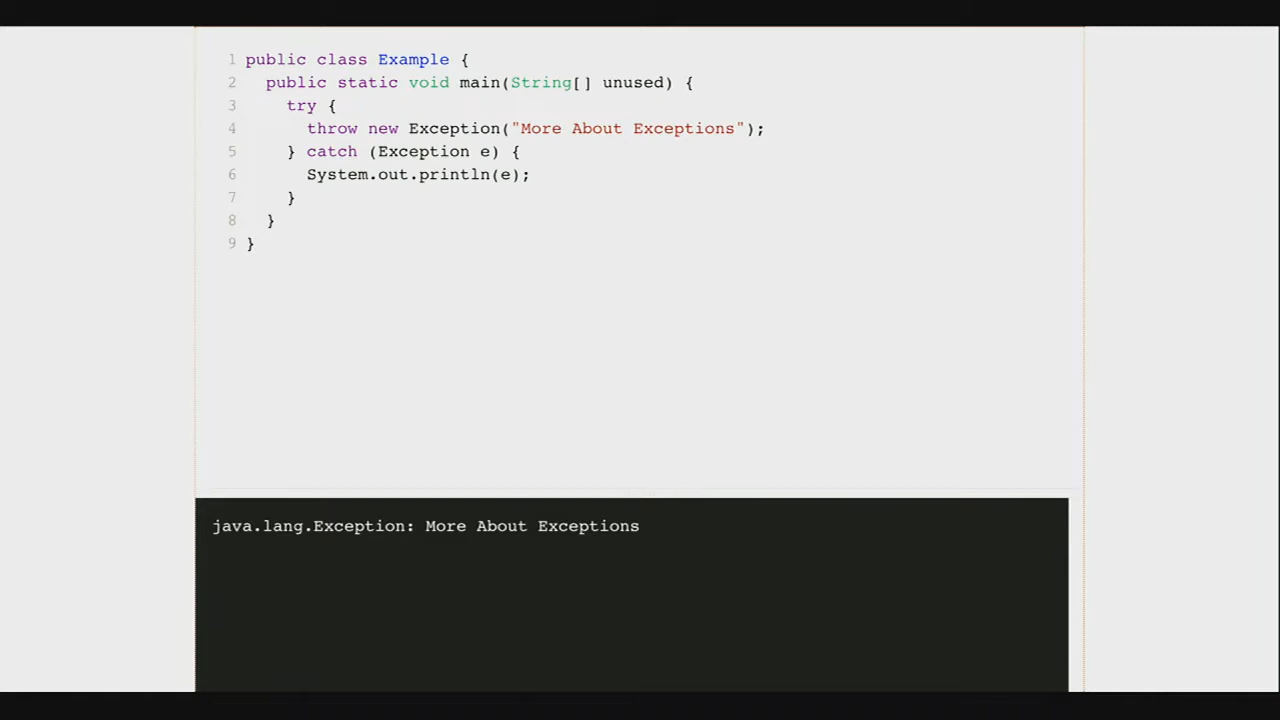 1 public class Example {
2 public static void main(String[] unused) {
3 try {
4 throw new Exception("More About Exceptions");
5 } catch (Exception e) {
6 System.out.println(e);
7 }
8 }
9 }
java.lang.Exception: More About Exceptions